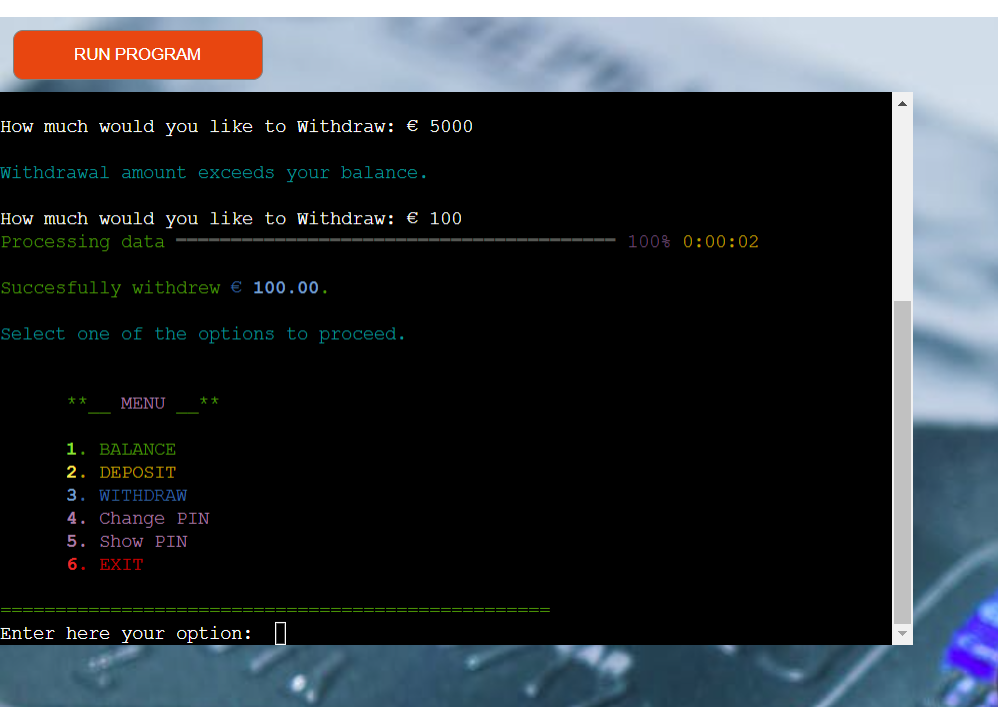 RUN PROGRAM
How much would you like to Withdraw: € 5000
Withdrawal amount exceeds your balance.
How much would you like to Withdraw: € 100
Processing data ━━━━━━━━━━━━━━━━━━━━━━━━━━━━━━━━━━━━━━━━ 100% 0:00:02
Succesfully withdrew € 100.00.
Select one of the options to proceed.
**__ MENU __**
1. BALANCE
2. DEPOSIT
3. WITHDRAW
4. Change PIN
5. Show PIN
6. EXIT
==================================================
Enter here your option: